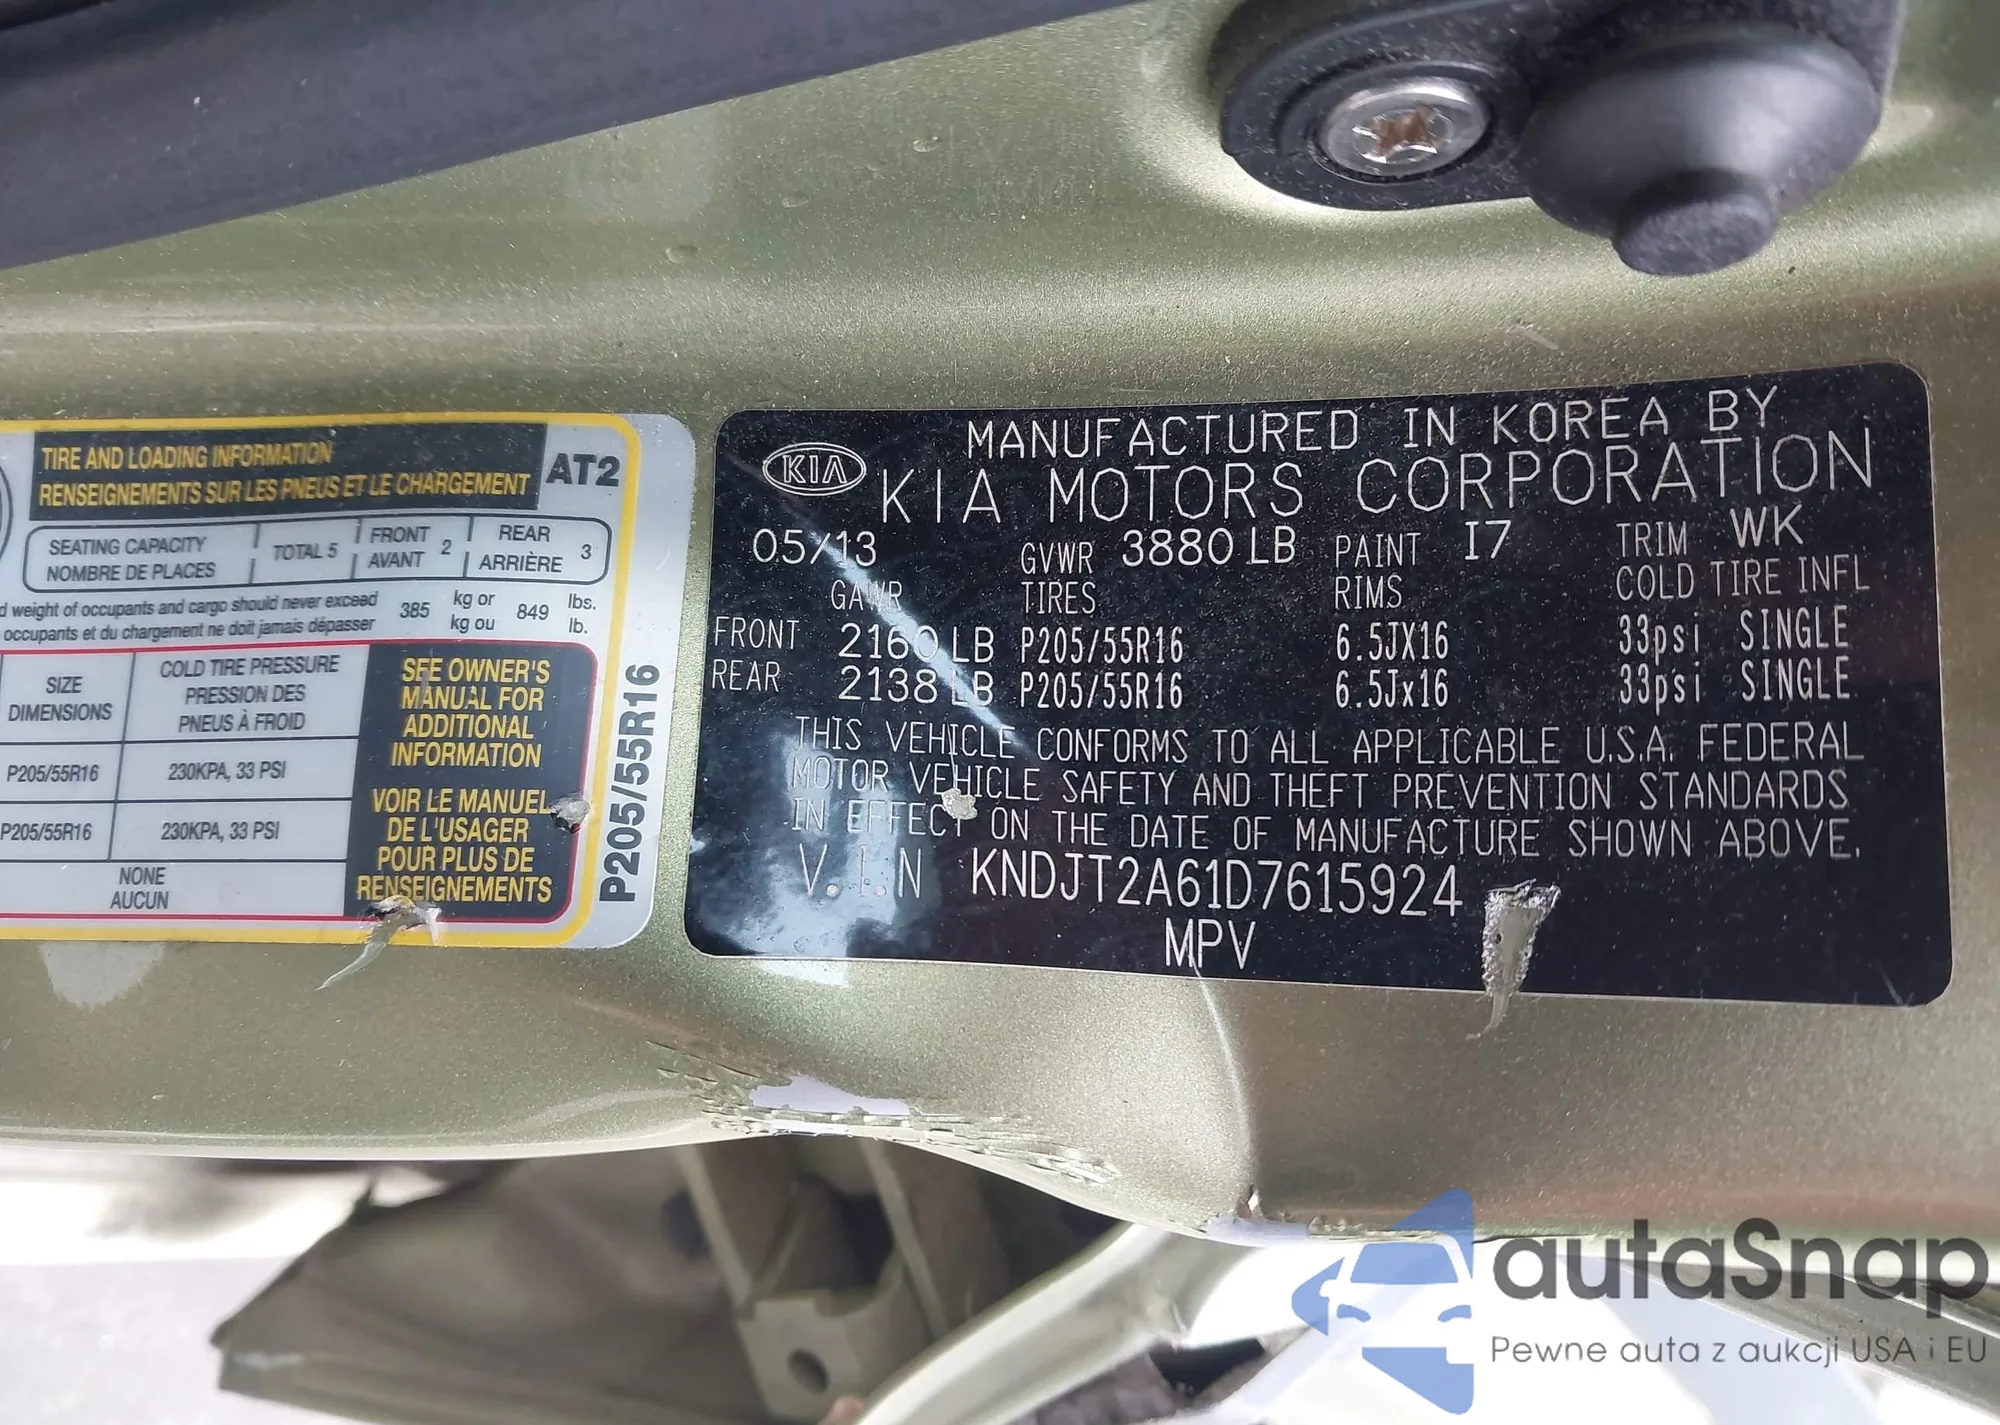 TIRE AND LOADING INFORMATION
RENSEIGNEMENTS SUR LES PNEUS ET LE CHARGEMENT
AT2
SEATING CAPACITY
NOMBRE DE PLACES
TOTAL 5
FRONT
AVANT
2
REAR
ARRIÈRE
3
weight of occupants and cargo should never exceed
occupants et du chargement ne doit jamais dépasser
385
kg or
kg ou
849
lbs.
lb.
SIZE
DIMENSIONS
COLD TIRE PRESSURE
PRESSION DES
PNEUS À FROID
P205/55R16
230KPA, 33 PSI
P205/55R16
230KPA, 33 PSI
NONE
AUCUN
SEE OWNER'S
MANUAL FOR
ADDITIONAL
INFORMATION
VOIR LE MANUEL
DE L'USAGER
POUR PLUS DE
RENSEIGNEMENTS
P205/55R16
KIA
MANUFACTURED IN KOREA BY
KIA MOTORS CORPORATION
05/13 GVWR 3880 LB PAINT I7 TRIM WK
GAWR TIRES RIMS COLD TIRE INFL
FRONT 2160 LB P205/55R16 6.5JX16 33psi SINGLE
REAR 2138 LB P205/55R16 6.5Jx16 33psi SINGLE
THIS VEHICLE CONFORMS TO ALL APPLICABLE U.S.A. FEDERAL
MOTOR VEHICLE SAFETY AND THEFT PREVENTION STANDARDS
IN EFFECT ON THE DATE OF MANUFACTURE SHOWN ABOVE.
V.I.N KNDJT2A61D7615924
MPV
autaSnap
Pewne auta z aukcji USA i EU